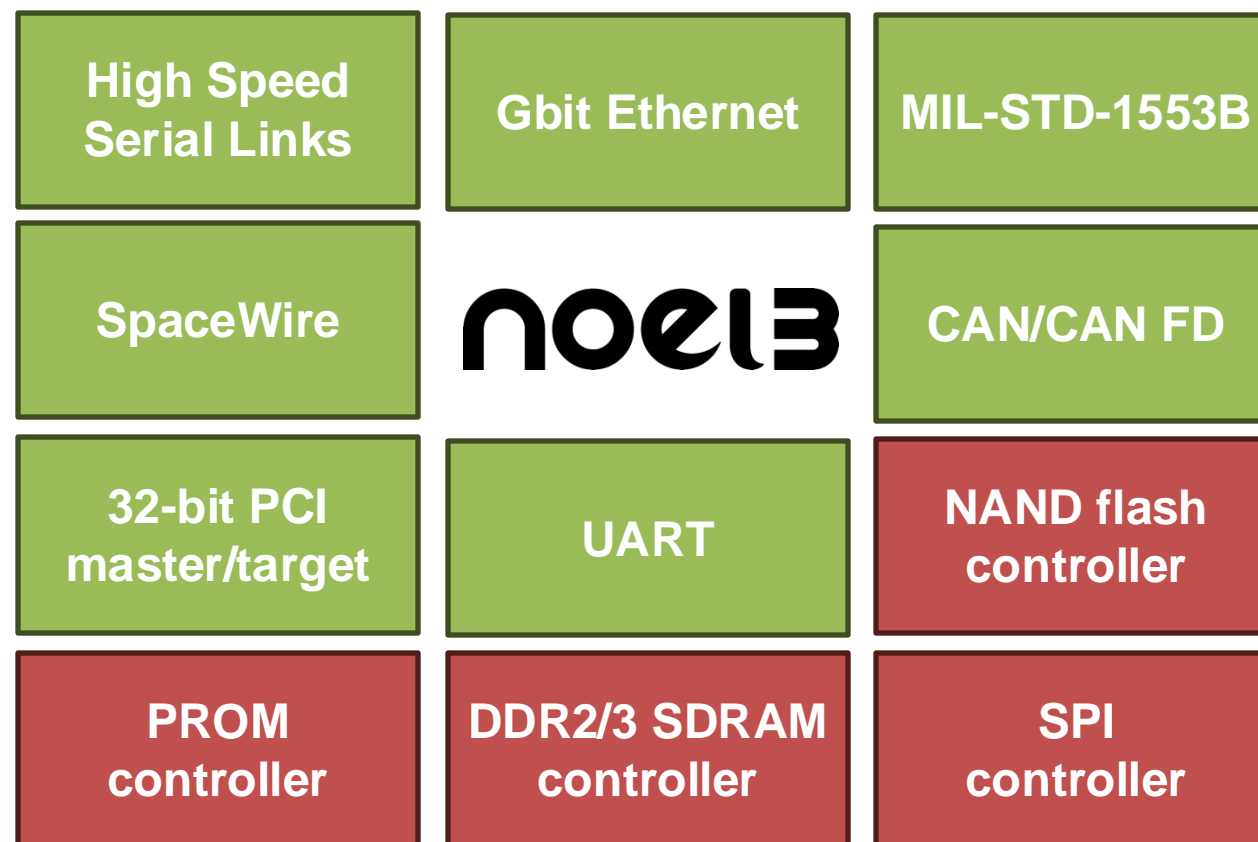 High Speed
Serial Links
Gbit Ethernet
MIL-STD-1553B
SpaceWire
noel3
CAN/CAN FD
32-bit PCI
master/target
UART
NAND flash
controller
PROM
controller
DDR2/3 SDRAM
controller
SPI
controller